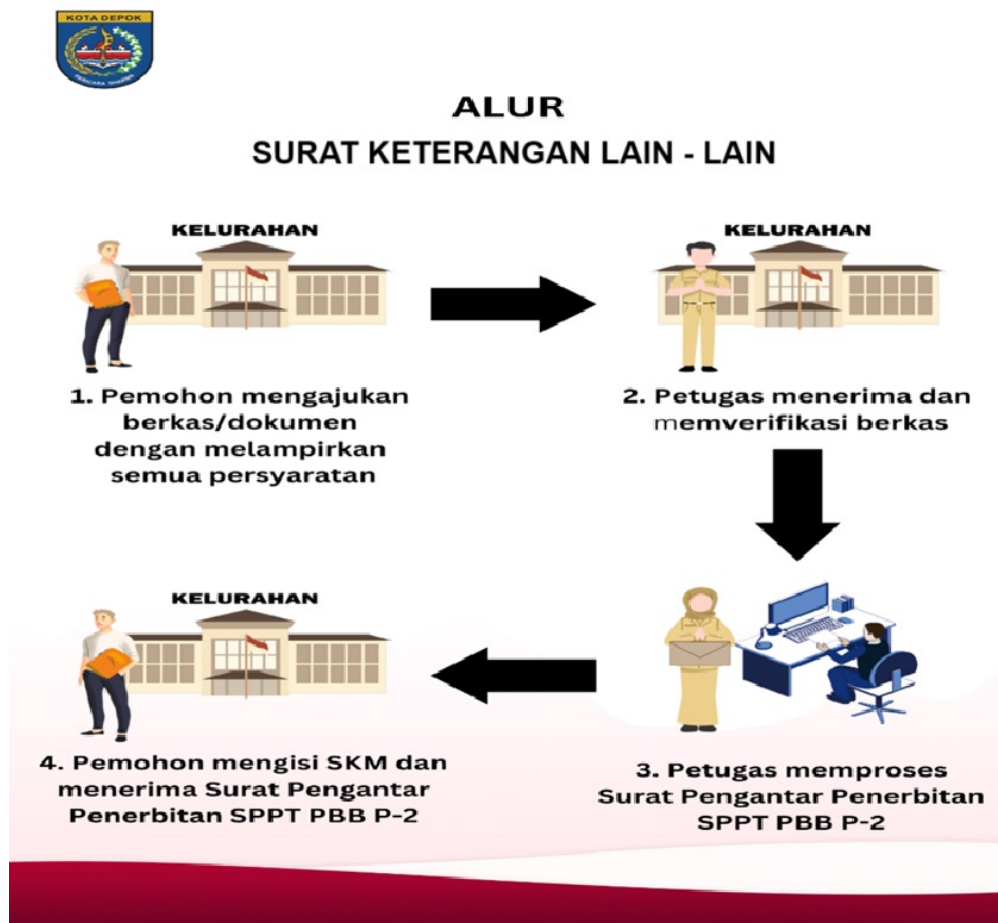 KOTA DEPOK
ALUR
SURAT KETERANGAN LAIN - LAIN
KELURAHAN
1. Pemohon mengajukan
berkas/dokumen
dengan melampirkan
semua persyaratan
KELURAHAN
2. Petugas menerima dan
memverifikasi berkas
3. Petugas memproses
Surat Pengantar Penerbitan
SPPT PBB P-2
KELURAHAN
4. Pemohon mengisi SKM dan
menerima Surat Pengantar
Penerbitan SPPT PBB P-2